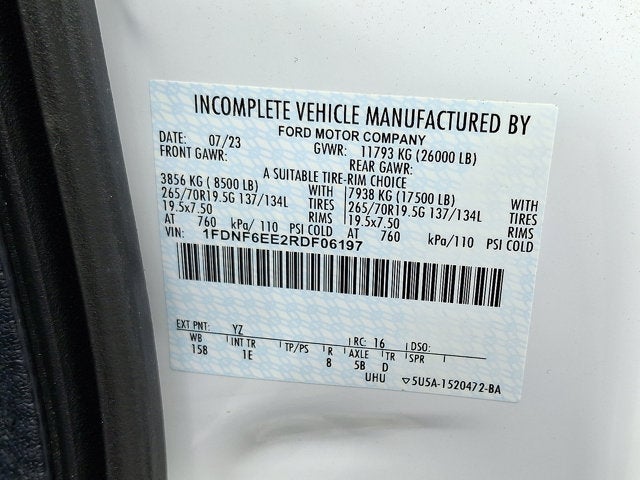 INCOMPLETE VEHICLE MANUFACTURED BY
FORD MOTOR COMPANY
DATE: 07/23 GVWR: 11793 KG (26000 LB)
FRONT GAWR: REAR GAWR:
A SUITABLE TIRE-RIM CHOICE
3856 KG ( 8500 LB) WITH 7938 KG (17500 LB) WITH
265/70R19.5G 137/134L TIRES 265/70R19.5G 137/134L TIRES
19.5x7.50 RIMS 19.5x7.50 RIMS
AT 760 kPa/ 110 PSI COLD AT 760 kPa/110 PSI COLD
VIN: 1FDNF6EE2RDF06197
EXT PNT: YZ RC: 16 DSO:
WB INT TR TP/PS R AXLE TR SPR
158 1E 8 5B D
UHU ▽5U5A-1520472-BA